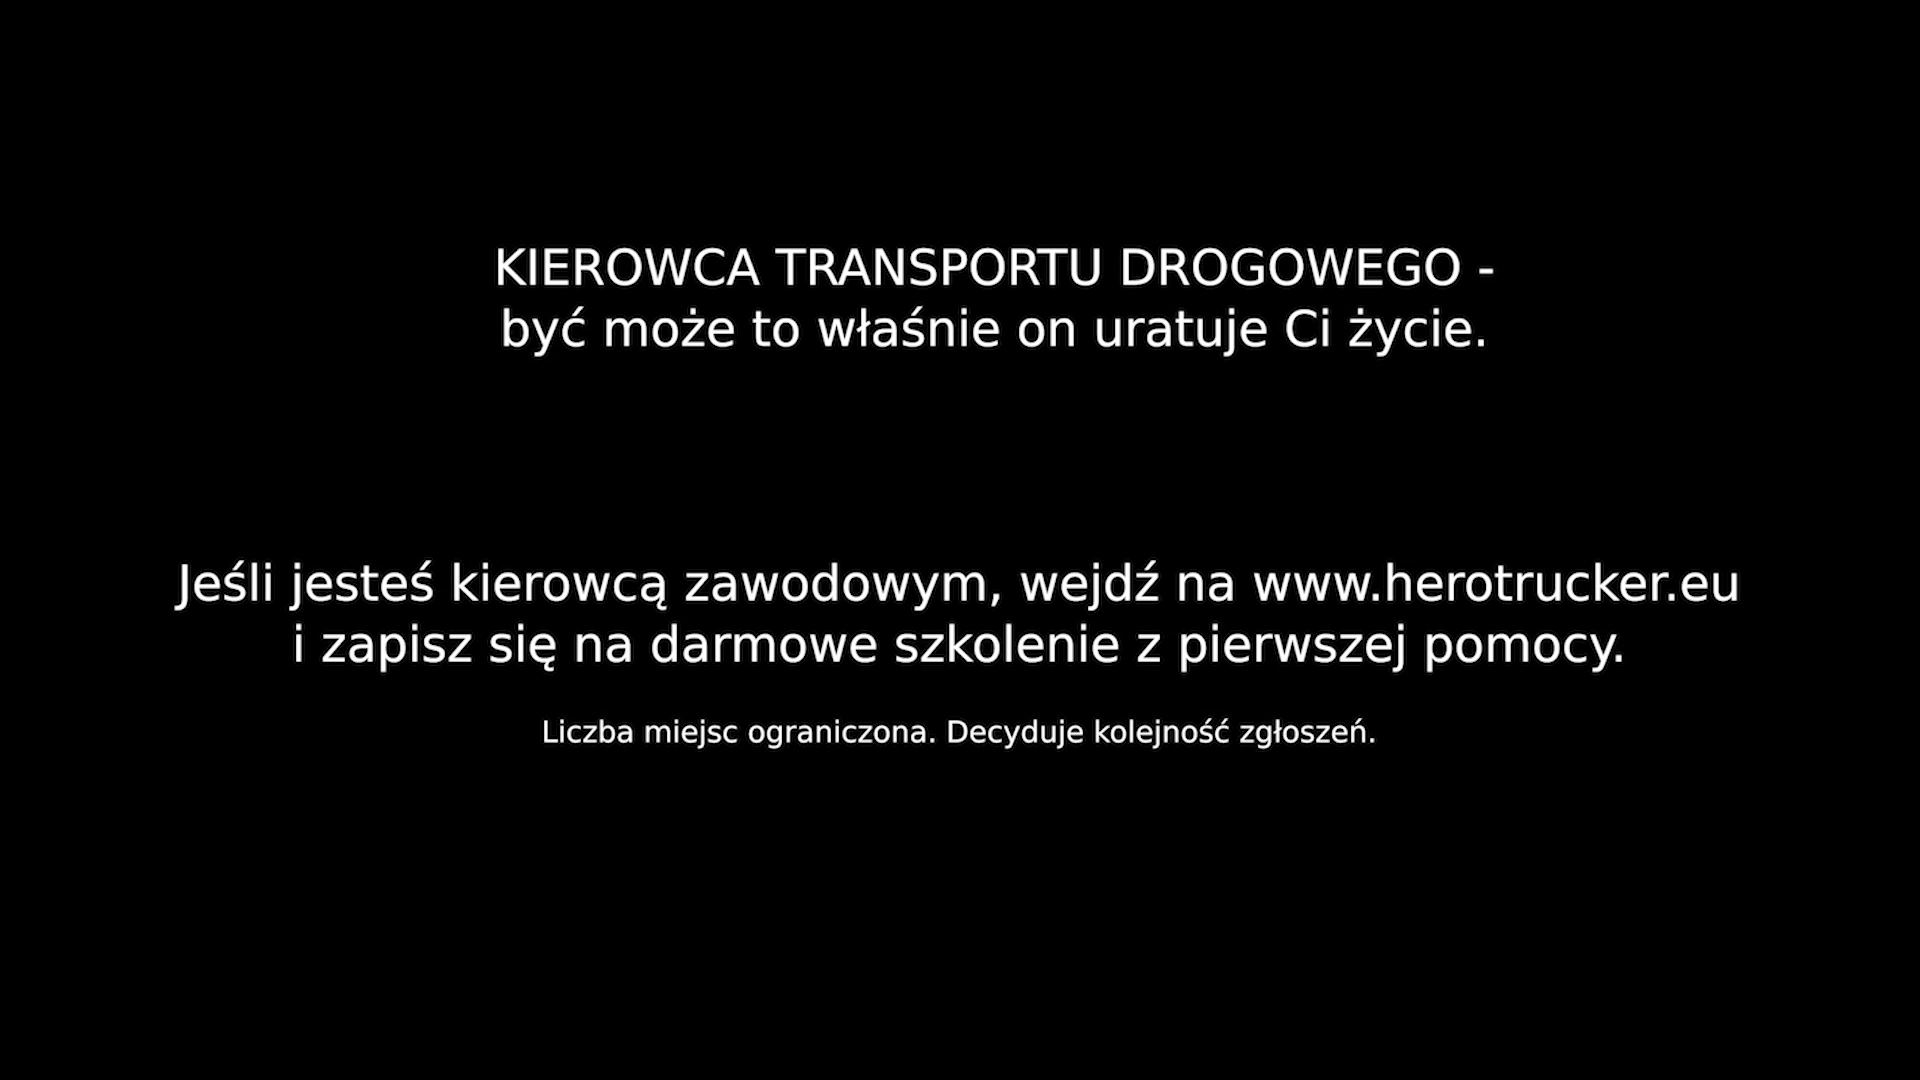 KIEROWCA TRANSPORTU DROGOWEGO -
być może to właśnie on uratuje Ci życie.
Jeśli jesteś kierowcą zawodowym, wejdź na www.herotrucker.eu
i zapisz się na darmowe szkolenie z pierwszej pomocy.
Liczba miejsc ograniczona. Decyduje kolejność zgłoszeń.